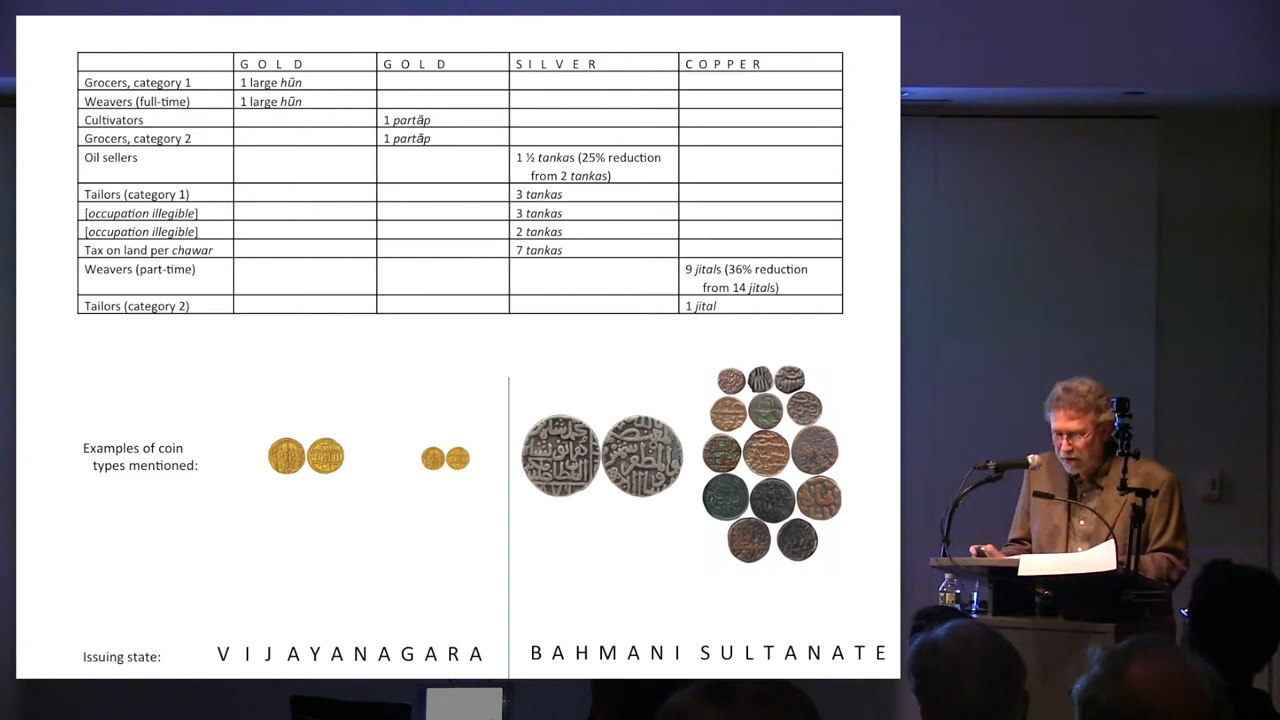 G O L D G O L D S I L V E R C O P P E R
Grocers, category 1 1 large hūn
Weavers (full-time) 1 large hūn
Cultivators 1 partāp
Grocers, category 2 1 partāp
Oil sellers 1 ½ tankas (25% reduction
from 2 tankas)
Tailors (category 1) 3 tankas
[occupation illegible] 3 tankas
[occupation illegible] 2 tankas
Tax on land per chawar 7 tankas
Weavers (part-time) 9 jitals (36% reduction
from 14 jitals)
Tailors (category 2) 1 jital
Examples of coin
types mentioned:
Issuing state: V I J A Y A N A G A R A B A H M A N I S U L T A N A T E